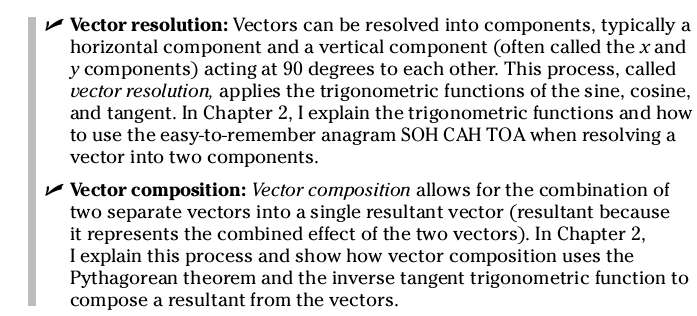 Vector resolution: Vectors can be resolved into components, typically a
horizontal component and a vertical component (often called the x and
y components) acting at 90 degrees to each other. This process, called
vector resolution, applies the trigonometric functions of the sine, cosine,
and tangent. In Chapter 2, I explain the trigonometric functions and how
to use the easy-to-remember anagram SOH CAH TOA when resolving a
vector into two components.
Vector composition: Vector composition allows for the combination of
two separate vectors into a single resultant vector (resultant because
it represents the combined effect of the two vectors). In Chapter 2,
I explain this process and show how vector composition uses the
Pythagorean theorem and the inverse tangent trigonometric function to
compose a resultant from the vectors.